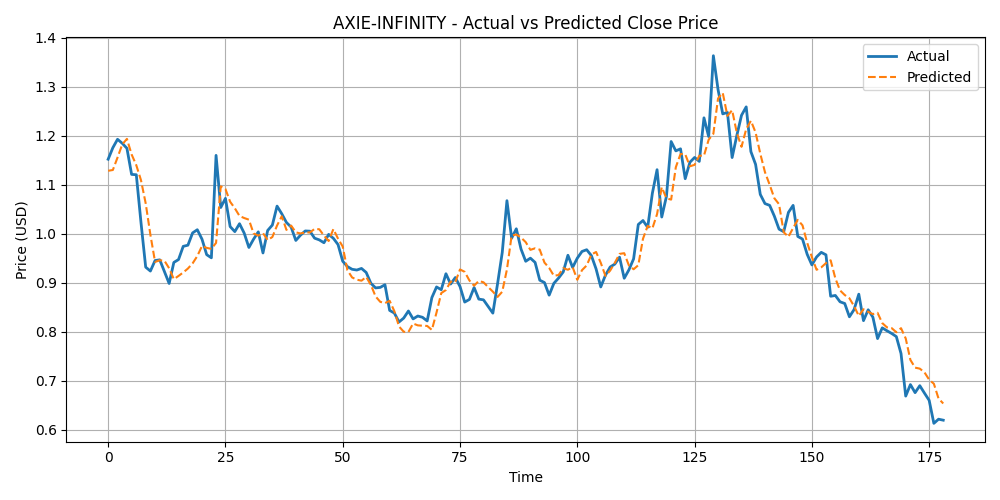 AXIE-INFINITY - Actual vs Predicted Close Price
Actual
Predicted
Price (USD)
1.4
1.3
1.2
1.1
1.0
0.9
0.8
0.7
0.6
0 25 50 75 100 125 150 175
Time